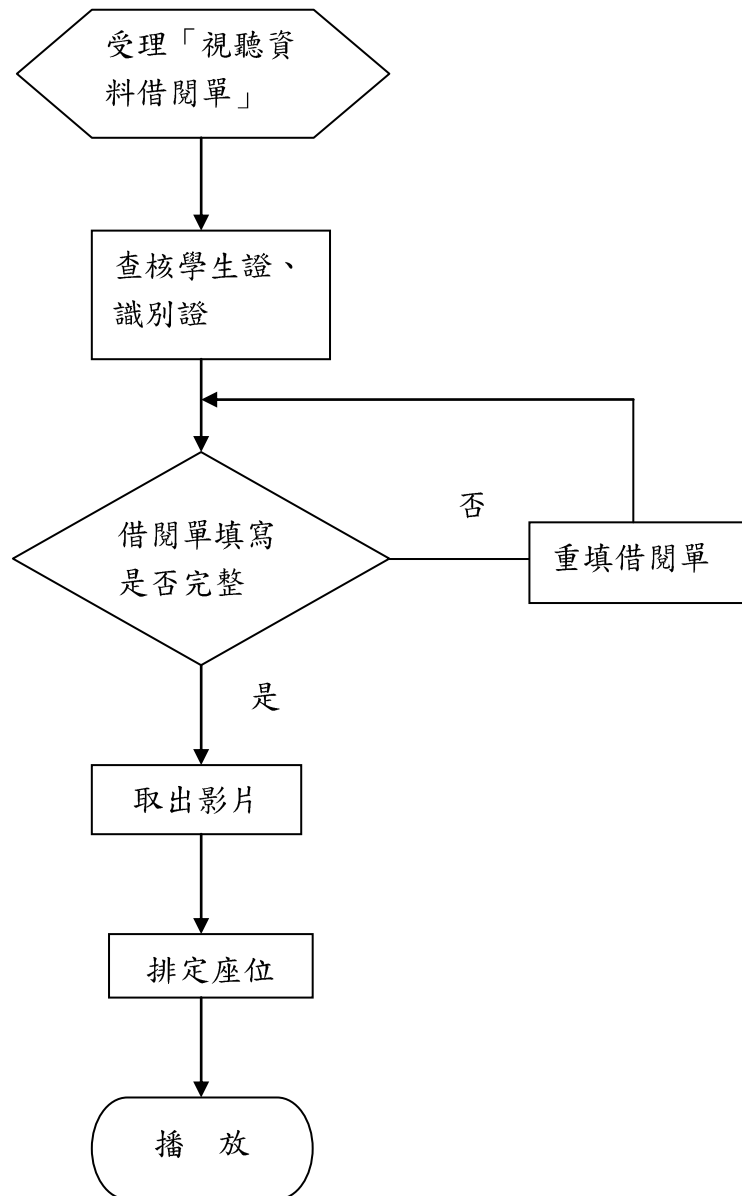 受理「視聽資
料借閱單」
查核學生證、
識別證
借閱單填寫
是否完整
否
重填借閱單
是
取出影片
排定座位
播 放